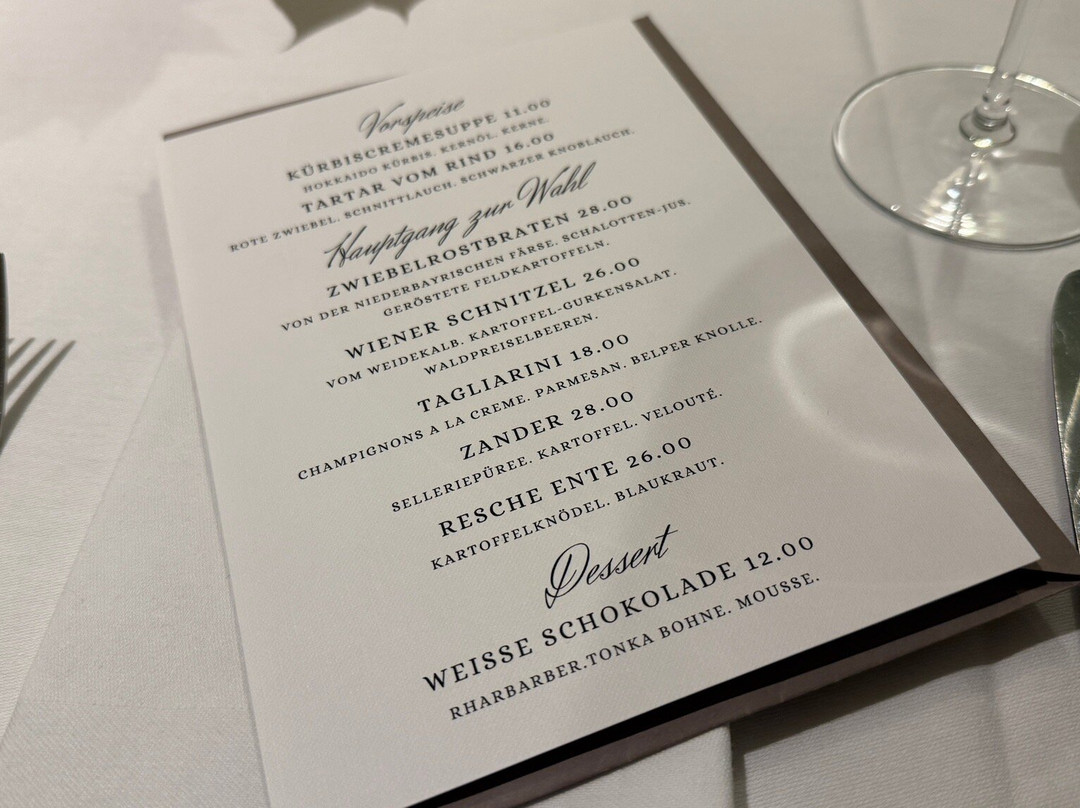 Vorspeise
KÜRBISCREMESUPPE 11.00
HOKKAIDO KÜRBIS. KERNÖL. KERNE.
TARTAR VOM RIND 16.00
ROTE ZWIEBEL. SCHNITTLAUCH. SCHWARZER KNOBLAUCH.
Hauptgang zur Wahl
ZWIEBELROSTBRATEN 28.00
VON DER NIEDERBAYRISCHEN FÄRSE. SCHALOTTEN-JUS.
GERÖSTETE FELDKARTOFFELN.
WIENER SCHNITZEL 26.00
VOM WEIDEKALB. KARTOFFEL-GURKENSALAT.
WALDPREISELBEEREN.
TAGLIARINI 18.00
CHAMPIGNONS A LA CREME. PARMESAN. BELPER KNOLLE.
ZANDER 28.00
SELLERIEPÜREE. KARTOFFEL. VELOUTÉ.
RESCHE ENTE 26.00
KARTOFFELKNÖDEL. BLAUKRAUT.
Dessert
WEISSE SCHOKOLADE 12.00
RHARBARBER.TONKA BOHNE. MOUSSE.